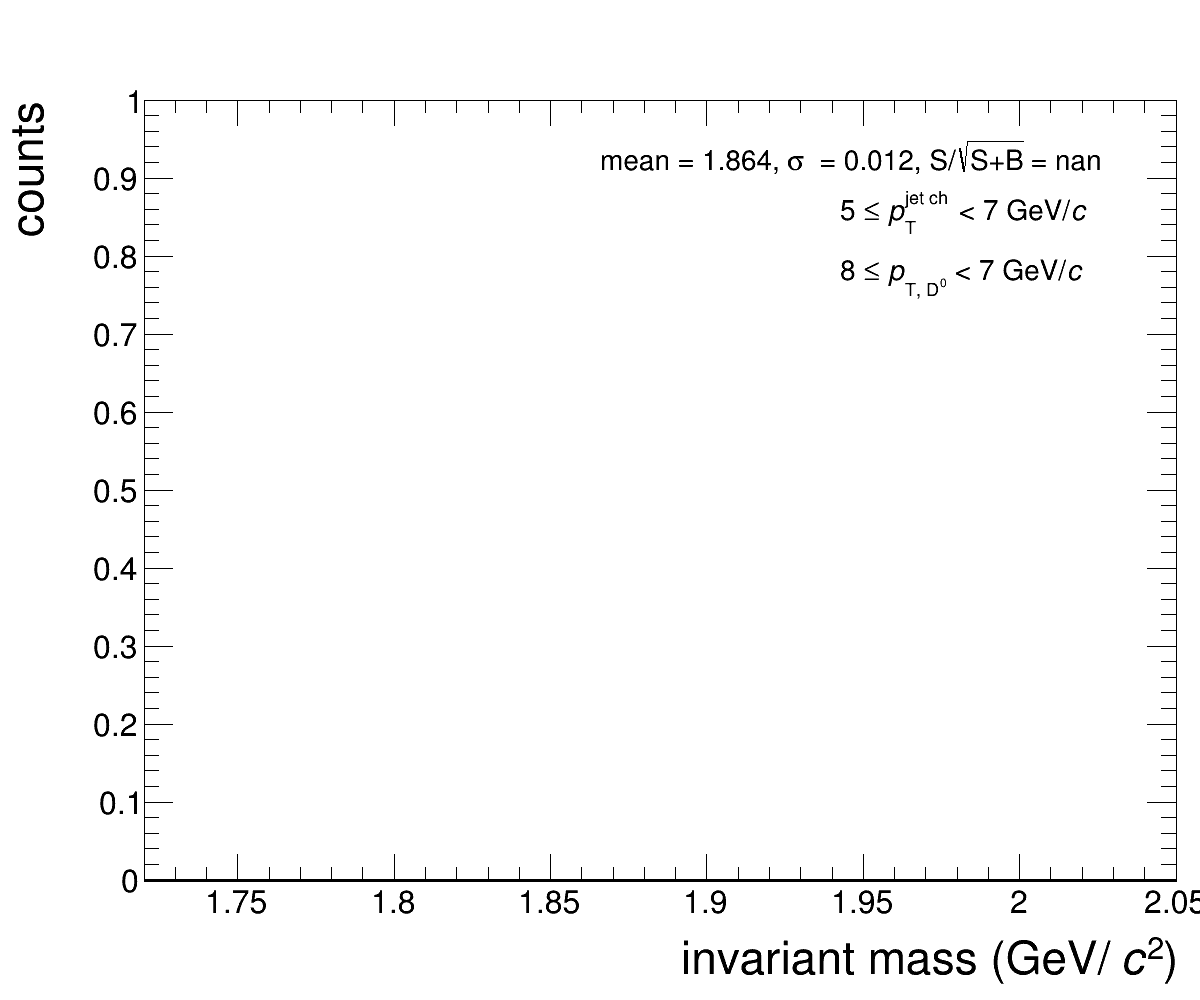 counts
1
0.9
0.8
0.7
0.6
0.5
0.4
0.3
0.2
0.1
0
mean = 1.864, σ = 0.012, S/√S+B = nan
5 ≤ p_T^jet ch < 7 GeV/c
8 ≤ p_T, D⁰ < 7 GeV/c
1.75 1.8 1.85 1.9 1.95 2 2.05
invariant mass (GeV/ c²)